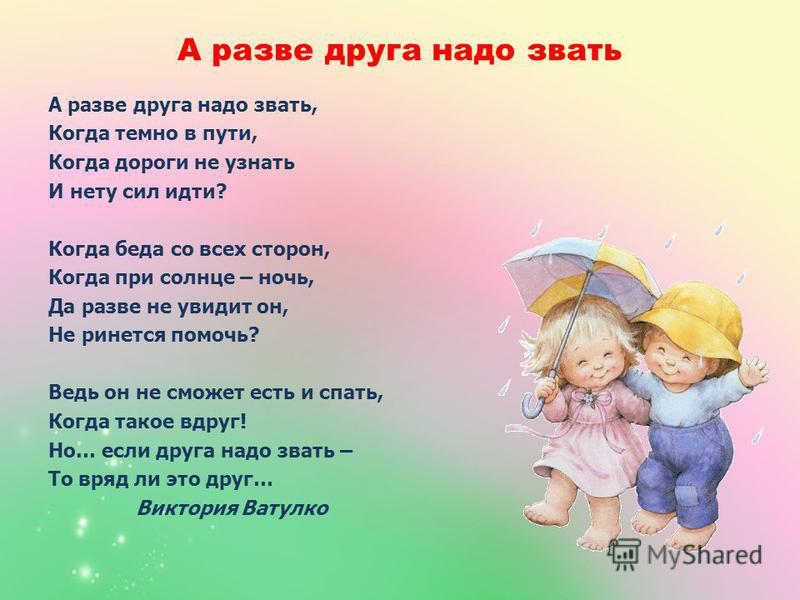 А разве друга надо звать
А разве друга надо звать,
Когда темно в пути,
Когда дороги не узнать
И нету сил идти?
Когда беда со всех сторон,
Когда при солнце – ночь,
Да разве не увидит он,
Не ринется помочь?
Ведь он не сможет есть и спать,
Когда такое вдруг!
Но… если друга надо звать –
То вряд ли это друг…
Виктория Ватулко
MyShared